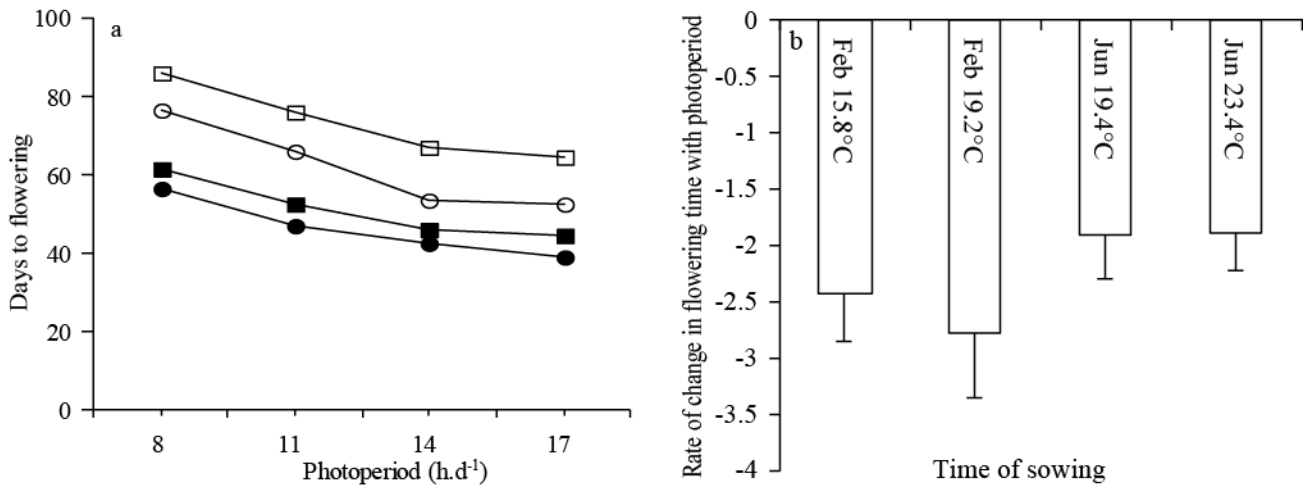 a
100
80
60
40
20
0
Days to flowering
8 11 14 17
Photoperiod (h.d⁻¹)
b
0
-0.5
-1
-1.5
-2
-2.5
-3
-3.5
-4
Rate of change in flowering time with photoperiod
Feb 15.8°C
Feb 19.2°C
Jun 19.4°C
Jun 23.4°C
Time of sowing